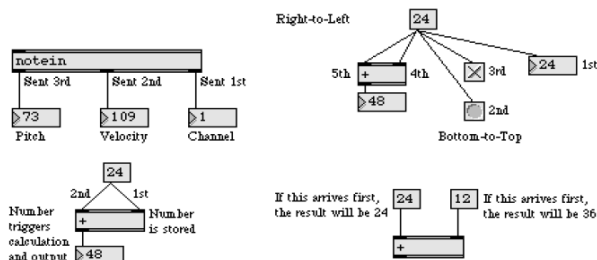 notein
Sent 3rd Sent 2nd Sent 1st
73 109 1
Pitch Velocity Channel
Right-to-Left 24
5th + 4th 3rd 24 1st
48 2nd
Bottom-to-Top
24
2nd 1st
Number
triggers
calculation
and output
+
Number
is stored
48
If this arrives first,
the result will be 24
24
12
If this arrives first,
the result will be 36
+